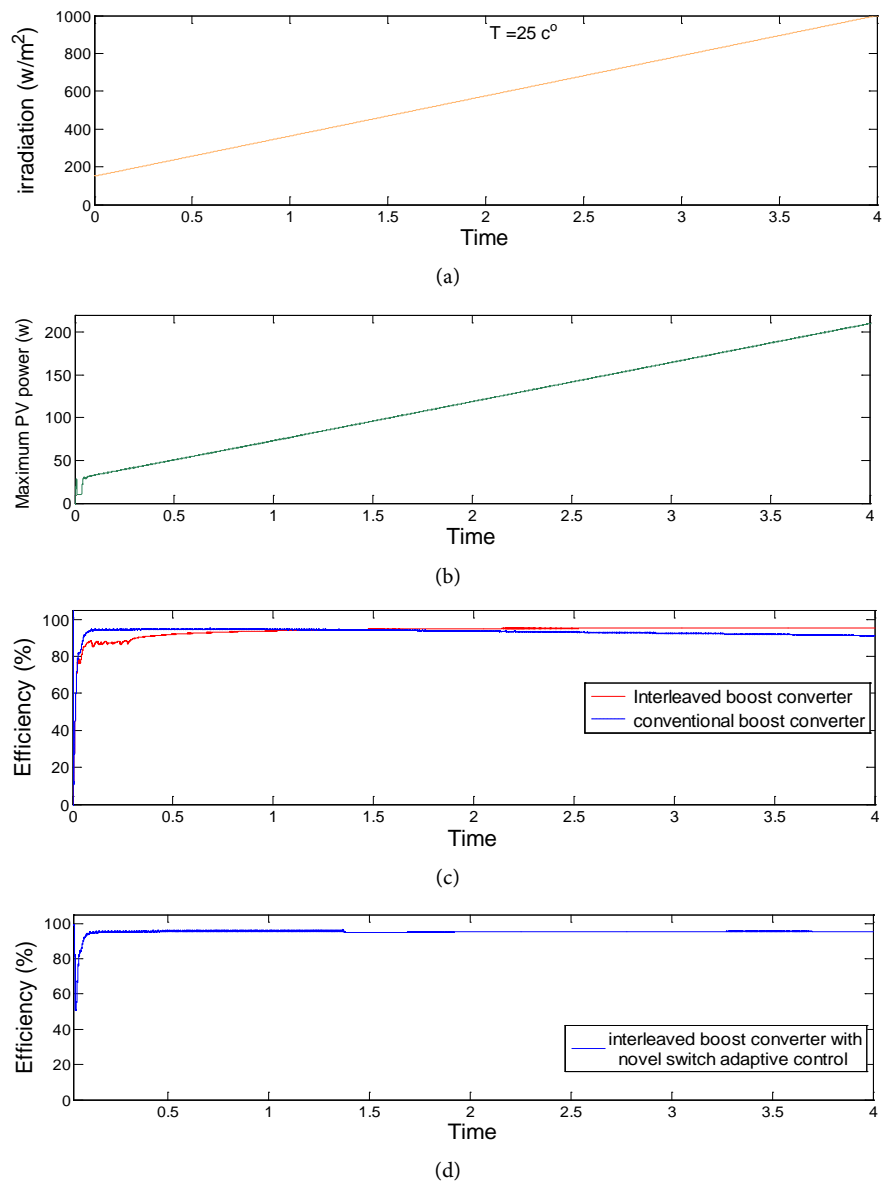 T =25 c°
irradiation (w/m²)
1000
800
600
400
200
0
0 0.5 1 1.5 2 2.5 3 3.5 4
Time
(a)
Maximum PV power (w)
200
150
100
50
0
0 0.5 1 1.5 2 2.5 3 3.5 4
Time
(b)
Efficiency (%)
100
80
60
40
20
0
Interleaved boost converter
conventional boost converter
0 0.5 1 1.5 2 2.5 3 3.5 4
Time
(c)
Efficiency (%)
100
80
60
40
20
0
interleaved boost converter with
novel switch adaptive control
0.5 1 1.5 2 2.5 3 3.5 4
Time
(d)